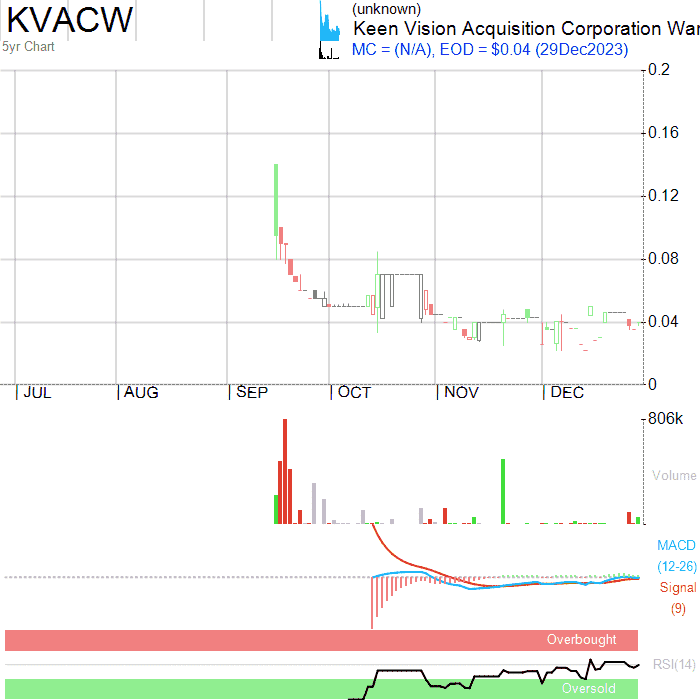 KVACW
5yr Chart
(unknown)
Keen Vision Acquisition Corporation War
MC = (N/A), EOD = $0.04 (29Dec2023)
0.2
0.16
0.12
0.08
0.04
0
JUL AUG SEP OCT NOV DEC
806k
Volume
MACD
(12-26)
Signal
(9)
Overbought
RSI(14)
Oversold